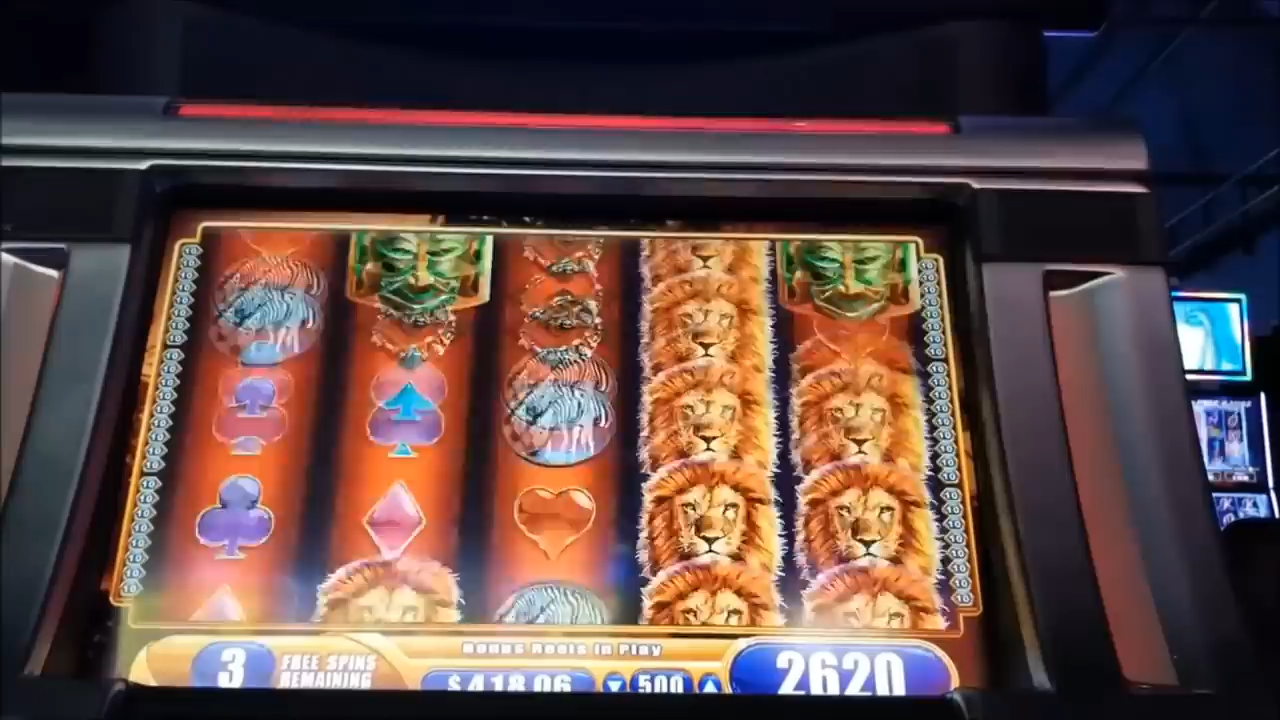 3
FREE SPINS
REMAINING
Bonus Reels in Play
$418.06
500
2620